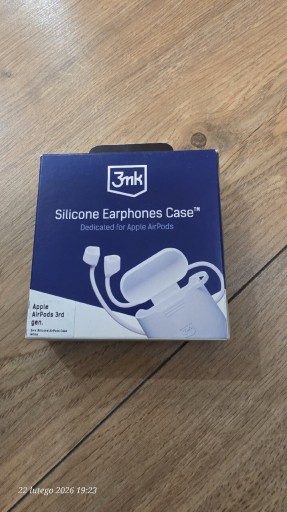 3mk
Silicone Earphones Case™
Dedicated for Apple AirPods
Apple
AirPods 3rd
gen.
22 lutego 2026 19:23